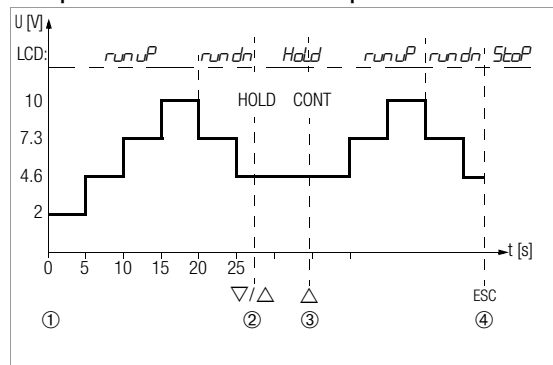 U [V]
LCD: run uP run dn Hold run uP run dn StoP
10 HOLD CONT
7.3
4.6
2
t [s]
0 5 10 15 20 25
▽/△ △ ESC
① ② ③ ④